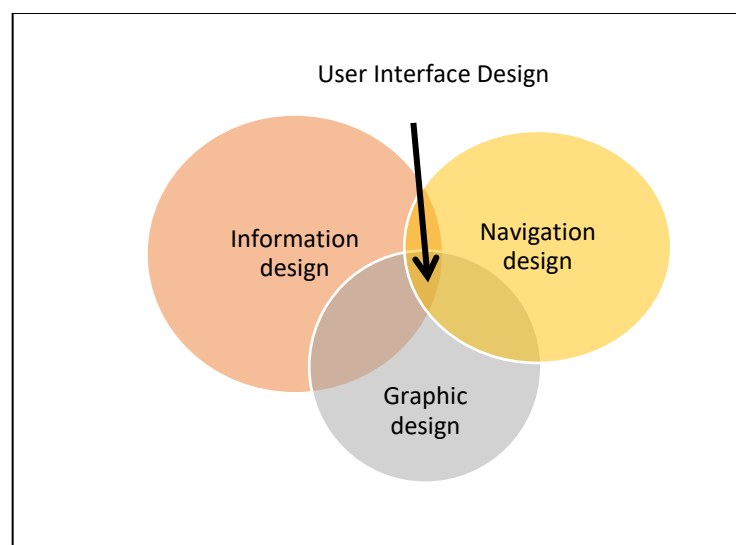 User Interface Design
Information
design
Navigation
design
Graphic
design